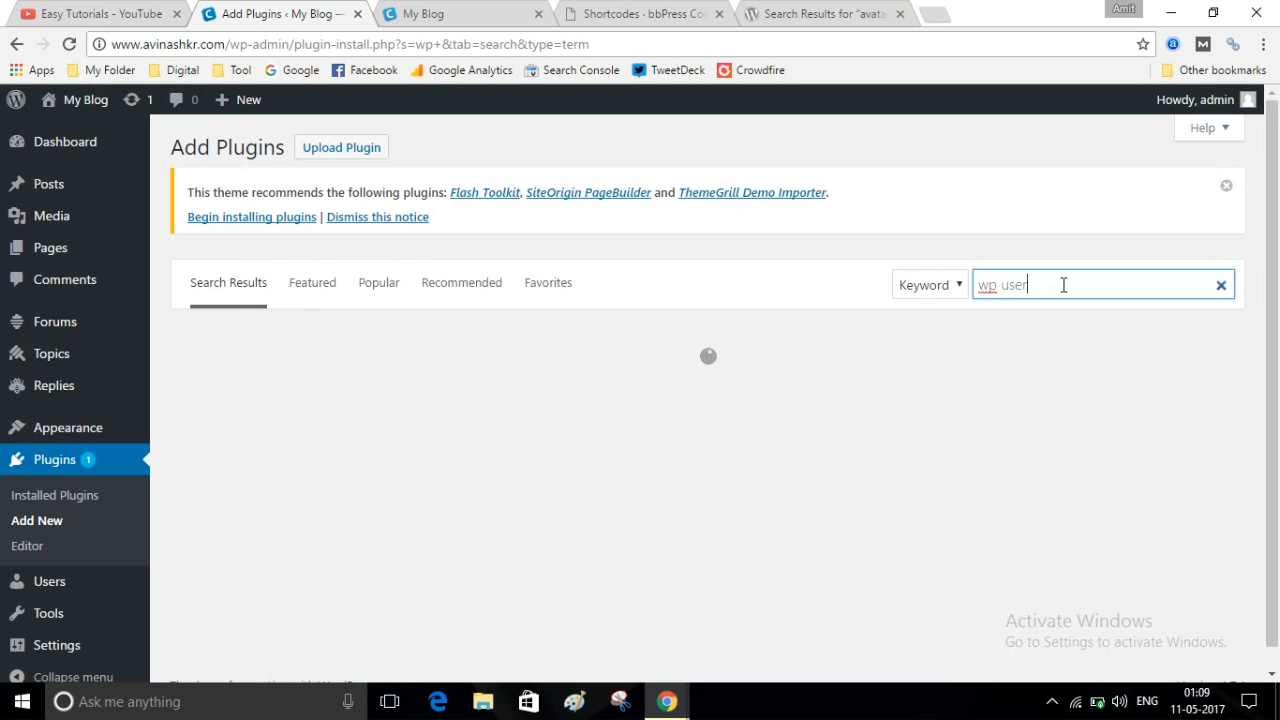 Easy Tutorials - YouTube
Add Plugins ‹ My Blog —
My Blog
Shortcodes · bbPress Co
Search Results for "avata
Amit
www.avinashkr.com/wp-admin/plugin-install.php?s=wp+&tab=search&type=term
Apps My Folder Digital Tool Google Facebook Google Analytics Search Console TweetDeck Crowdfire Other bookmarks
My Blog 1 0 New Howdy, admin
Help
Dashboard
Posts
Media
Pages
Comments
Forums
Topics
Replies
Appearance
Plugins 1
Installed Plugins
Add New
Editor
Users
Tools
Settings
Collapse menu
Add Plugins Upload Plugin
This theme recommends the following plugins: Flash Toolkit, SiteOrigin PageBuilder and ThemeGrill Demo Importer.
Begin installing plugins | Dismiss this notice
Search Results Featured Popular Recommended Favorites Keyword wp user
Activate Windows
Go to Settings to activate Windows.
Ask me anything
ENG
01:09
11-05-2017